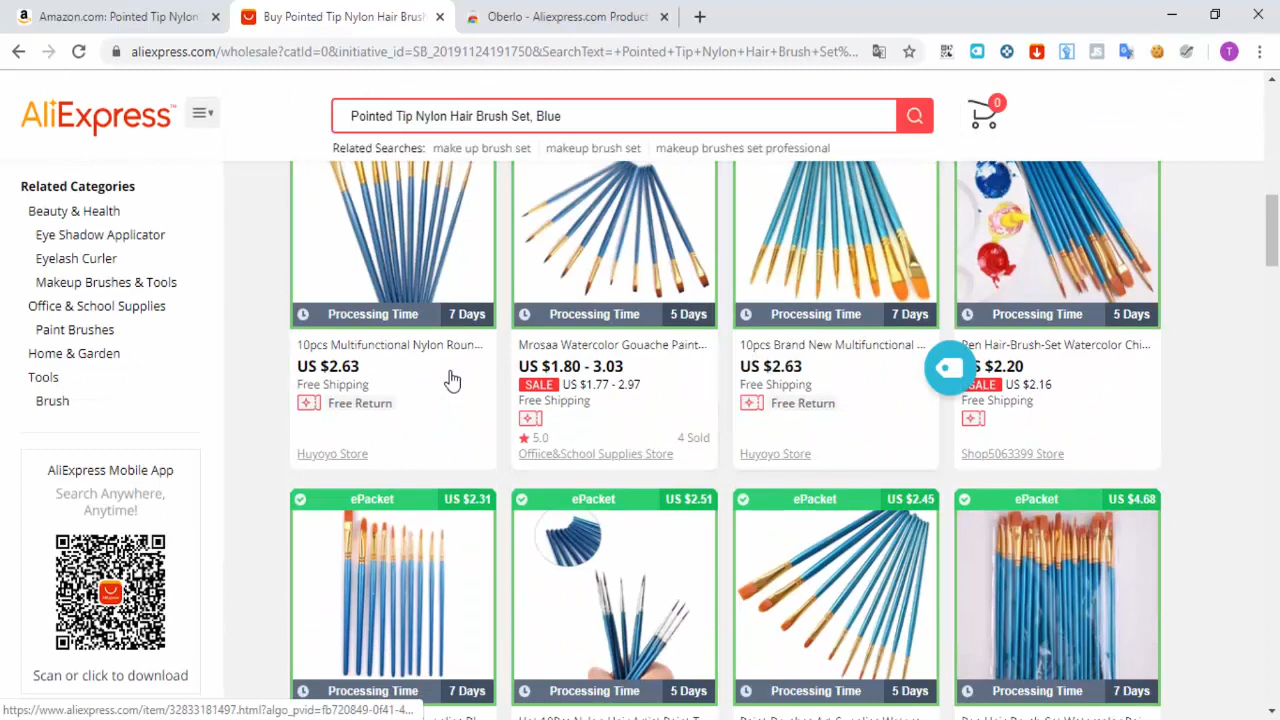 Amazon.com: Pointed Tip Nylon
Buy Pointed Tip Nylon Hair Brush
Oberlo - Aliexpress.com Product
aliexpress.com/wholesale?catId=0&initiative_id=SB_20191124191750&SearchText=+Pointed+Tip+Nylon+Hair+Brush+Set%...
T
AliExpress™
Pointed Tip Nylon Hair Brush Set, Blue
0
Related Searches: make up brush set makeup brush set makeup brushes set professional
Related Categories
Beauty & Health
Eye Shadow Applicator
Eyelash Curler
Makeup Brushes & Tools
Office & School Supplies
Paint Brushes
Home & Garden
Tools
Brush
AliExpress Mobile App
Search Anywhere,
Anytime!
Scan or click to download
Processing Time 7 Days
10pcs Multifunctional Nylon Roun...
US $2.63
Free Shipping
Free Return
Huyoyo Store
Processing Time 5 Days
Mrosaa Watercolor Gouache Paint...
US $1.80 - 3.03
SALE US $1.77 - 2.97
Free Shipping
5.0 4 Sold
Offiice&School Supplies Store
Processing Time 7 Days
10pcs Brand New Multifunctional ...
US $2.63
Free Shipping
Free Return
Huyoyo Store
Processing Time 5 Days
Pen Hair-Brush-Set Watercolor Chi...
$2.20
SALE US $2.16
Free Shipping
Shop5063399 Store
ePacket US $2.31
Processing Time 7 Days
ePacket US $2.51
Processing Time 5 Days
ePacket US $2.45
Processing Time 5 Days
ePacket US $4.68
Processing Time 7 Days
https://www.aliexpress.com/item/32833181497.html?algo_pvid=fb720849-0f41-4...